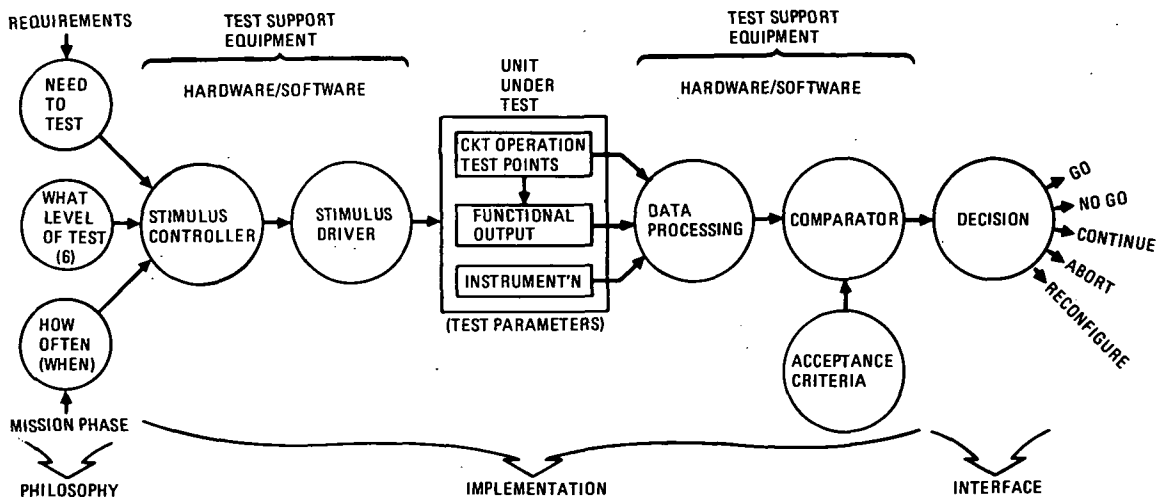 REQUIREMENTS
NEED
TO
TEST
WHAT
LEVEL
OF TEST
(6)
HOW
OFTEN
(WHEN)
MISSION PHASE
PHILOSOPHY
TEST SUPPORT
EQUIPMENT
HARDWARE/SOFTWARE
STIMULUS
CONTROLLER
STIMULUS
DRIVER
UNIT
UNDER
TEST
CKT OPERATION
TEST POINTS
FUNCTIONAL
OUTPUT
INSTRUMENT'N
(TEST PARAMETERS)
TEST SUPPORT
EQUIPMENT
HARDWARE/SOFTWARE
DATA
PROCESSING
COMPARATOR
ACCEPTANCE
CRITERIA
IMPLEMENTATION
DECISION
GO
NO GO
CONTINUE
ABORT
RECONFIGURE
INTERFACE